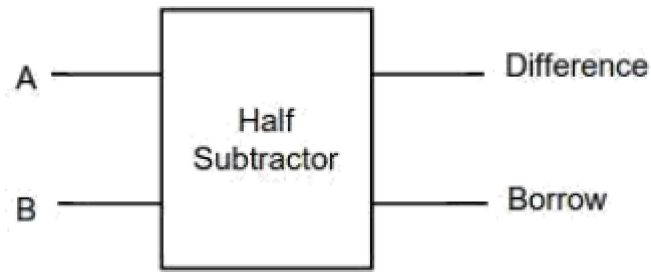 A
Difference
Half
Subtractor
B
Borrow